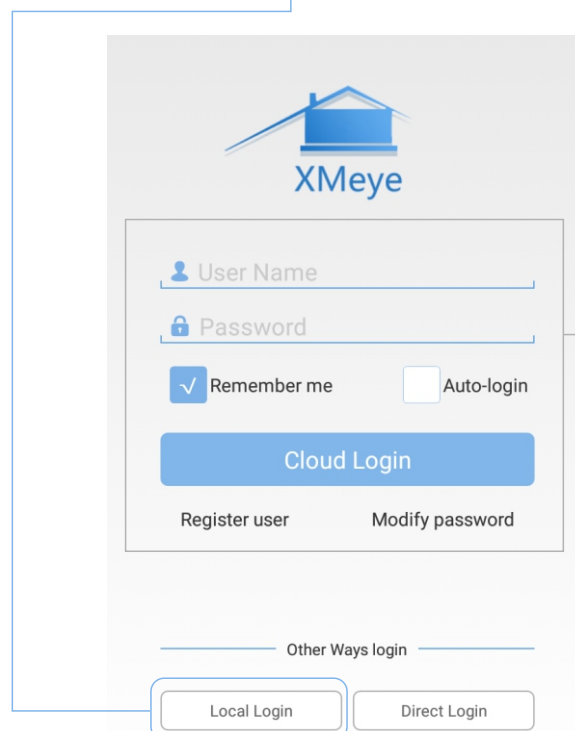 XMeye
User Name
Password
√ Remember me Auto-login
Cloud Login
Register user Modify password
Other Ways login
Local Login Direct Login